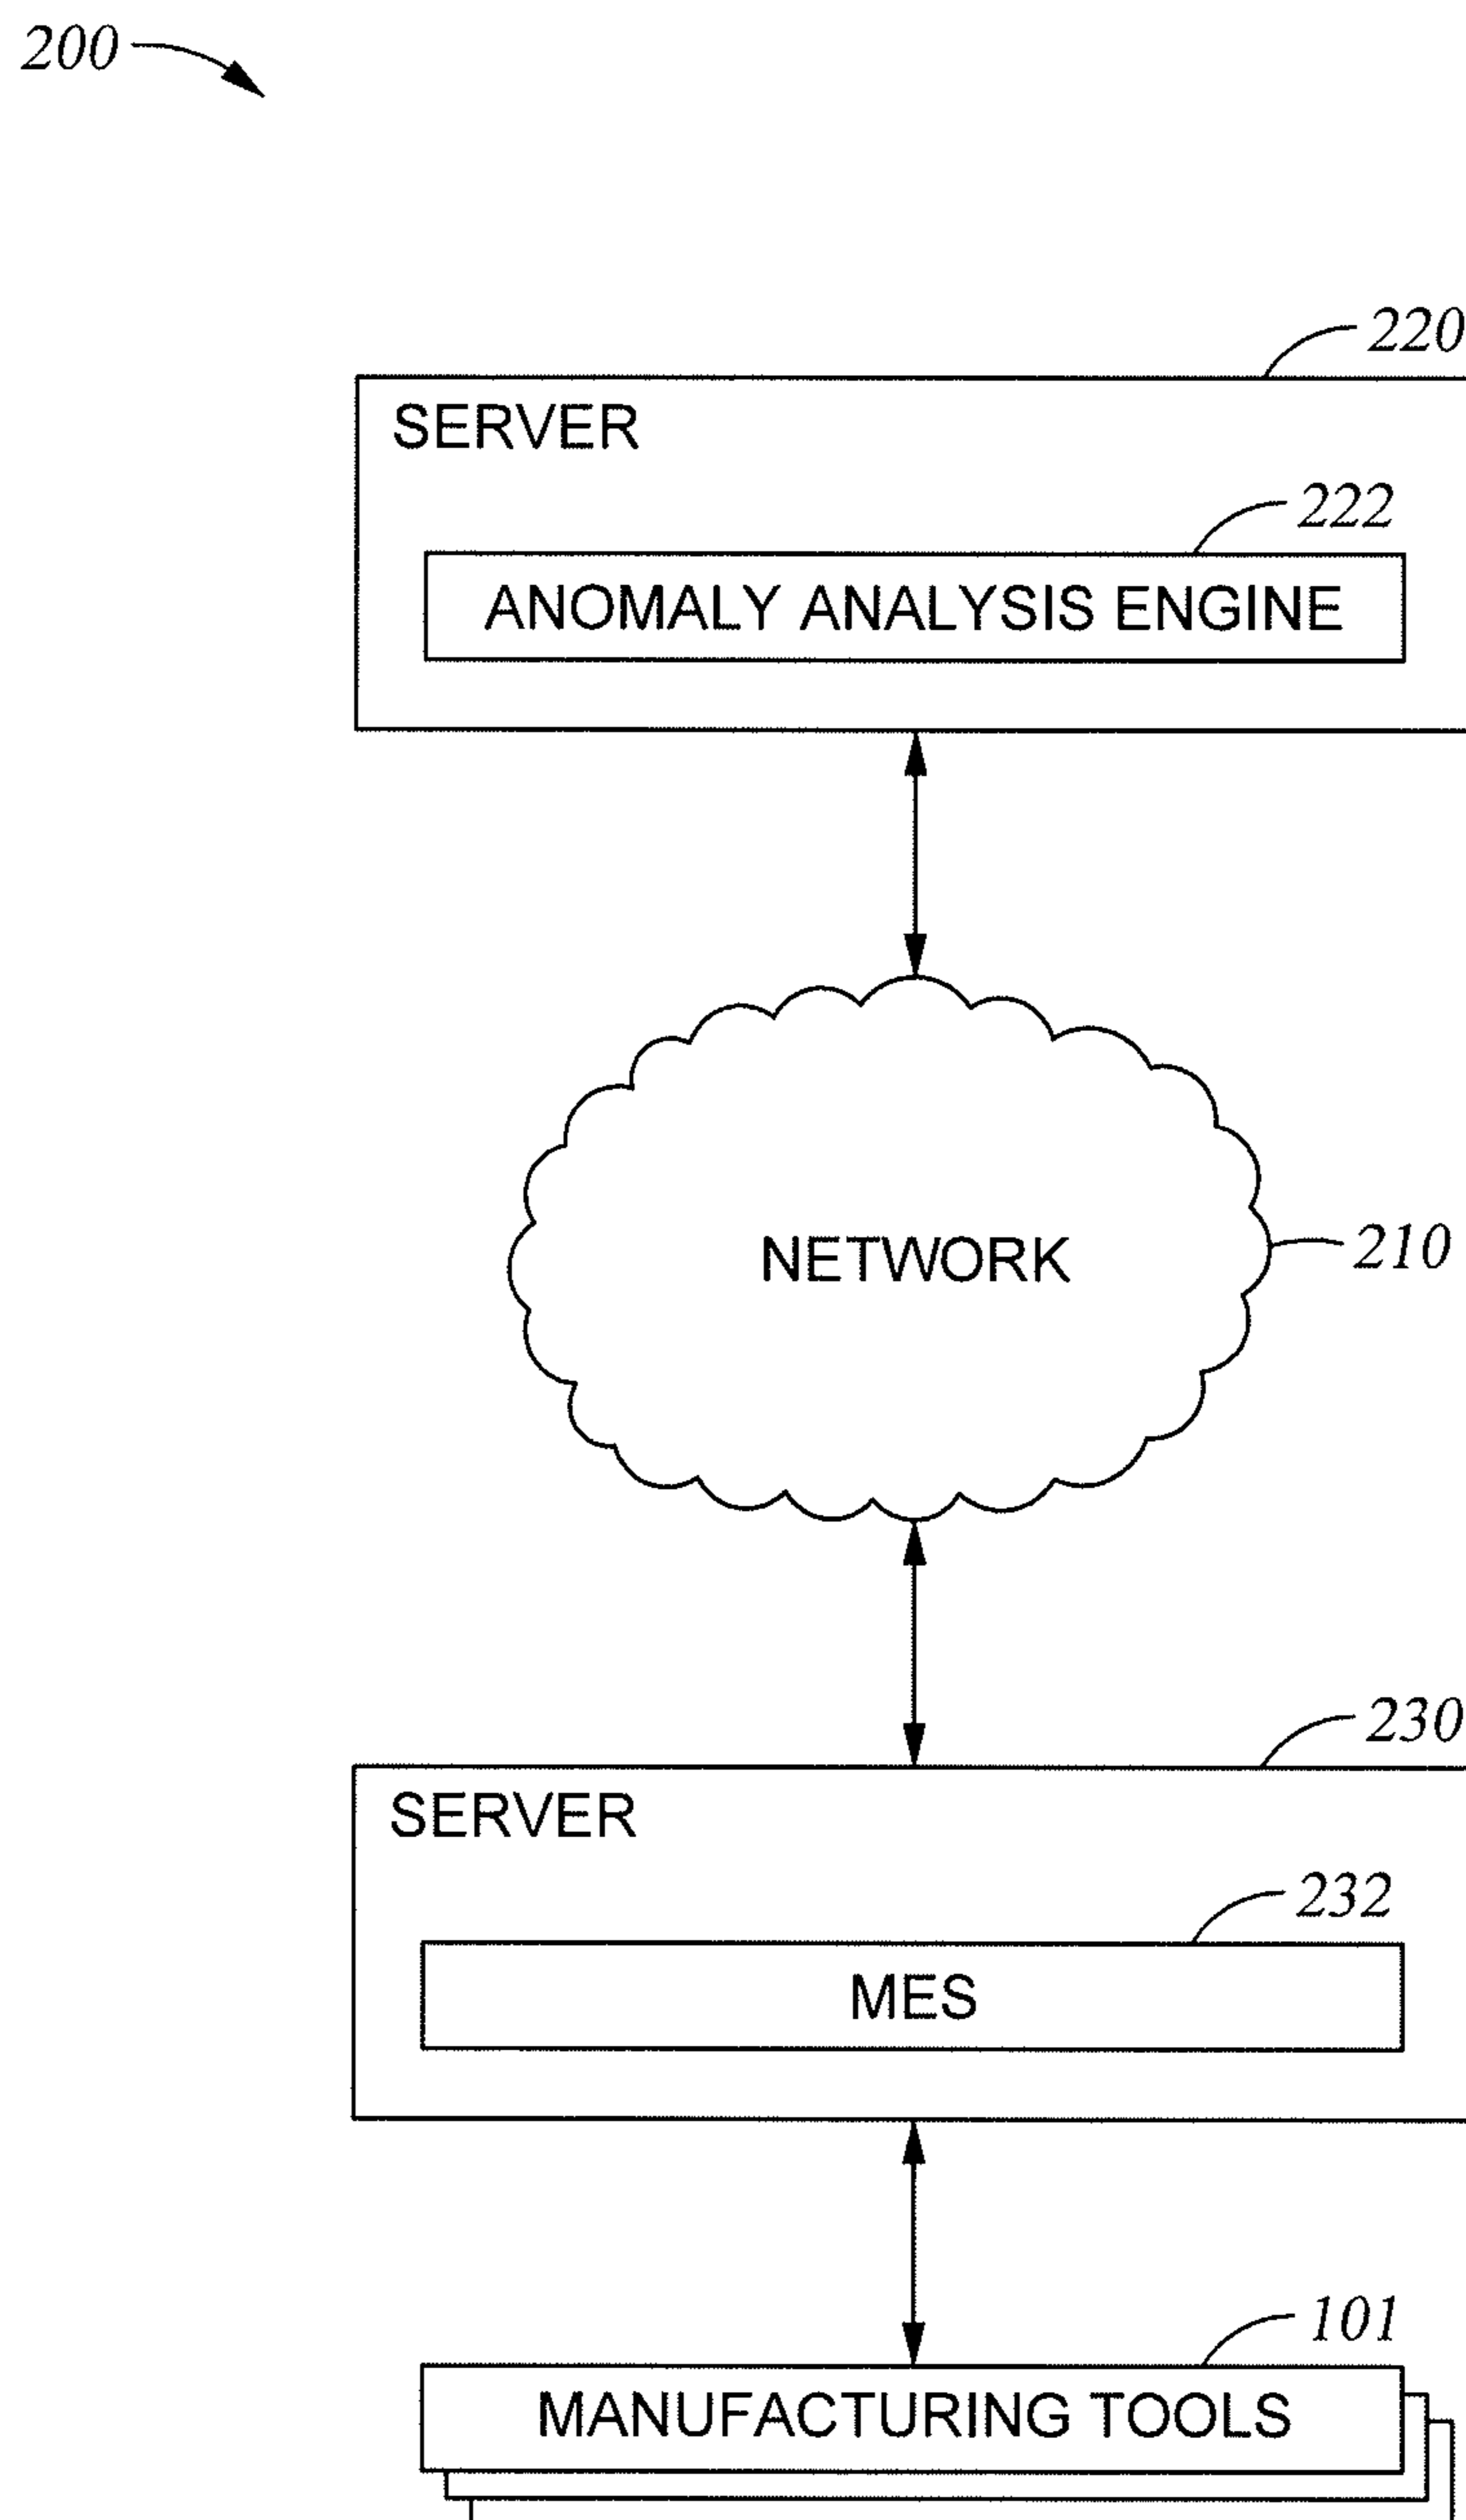 200
220
SERVER
222
ANOMALY ANALYSIS ENGINE
NETWORK
210
230
SERVER
232
MES
101
MANUFACTURING TOOLS